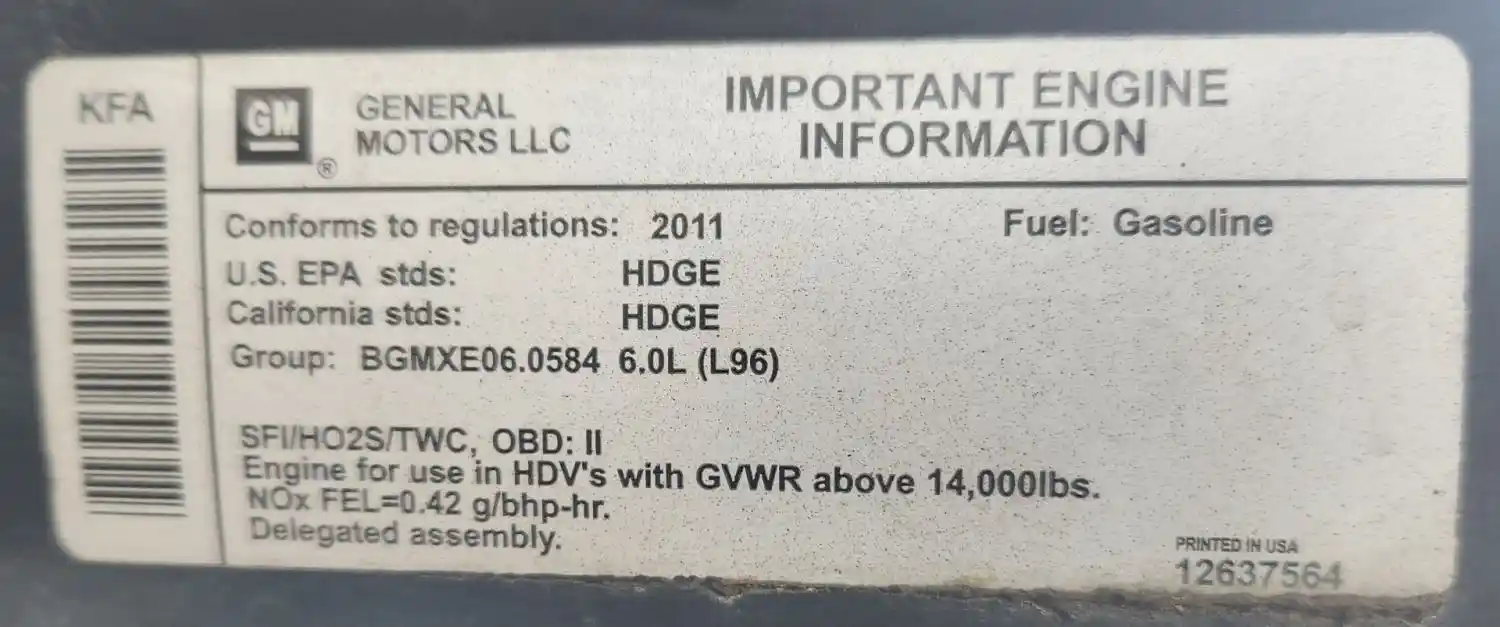 KFA
GM
®
GENERAL
MOTORS LLC
IMPORTANT ENGINE
INFORMATION
Conforms to regulations: 2011
Fuel: Gasoline
U.S. EPA stds: HDGE
California stds: HDGE
Group: BGMXE06.0584 6.0L (L96)
SFI/HO2S/TWC, OBD: II
Engine for use in HDV's with GVWR above 14,000lbs.
NOx FEL=0.42 g/bhp-hr.
Delegated assembly.
PRINTED IN USA
12637564